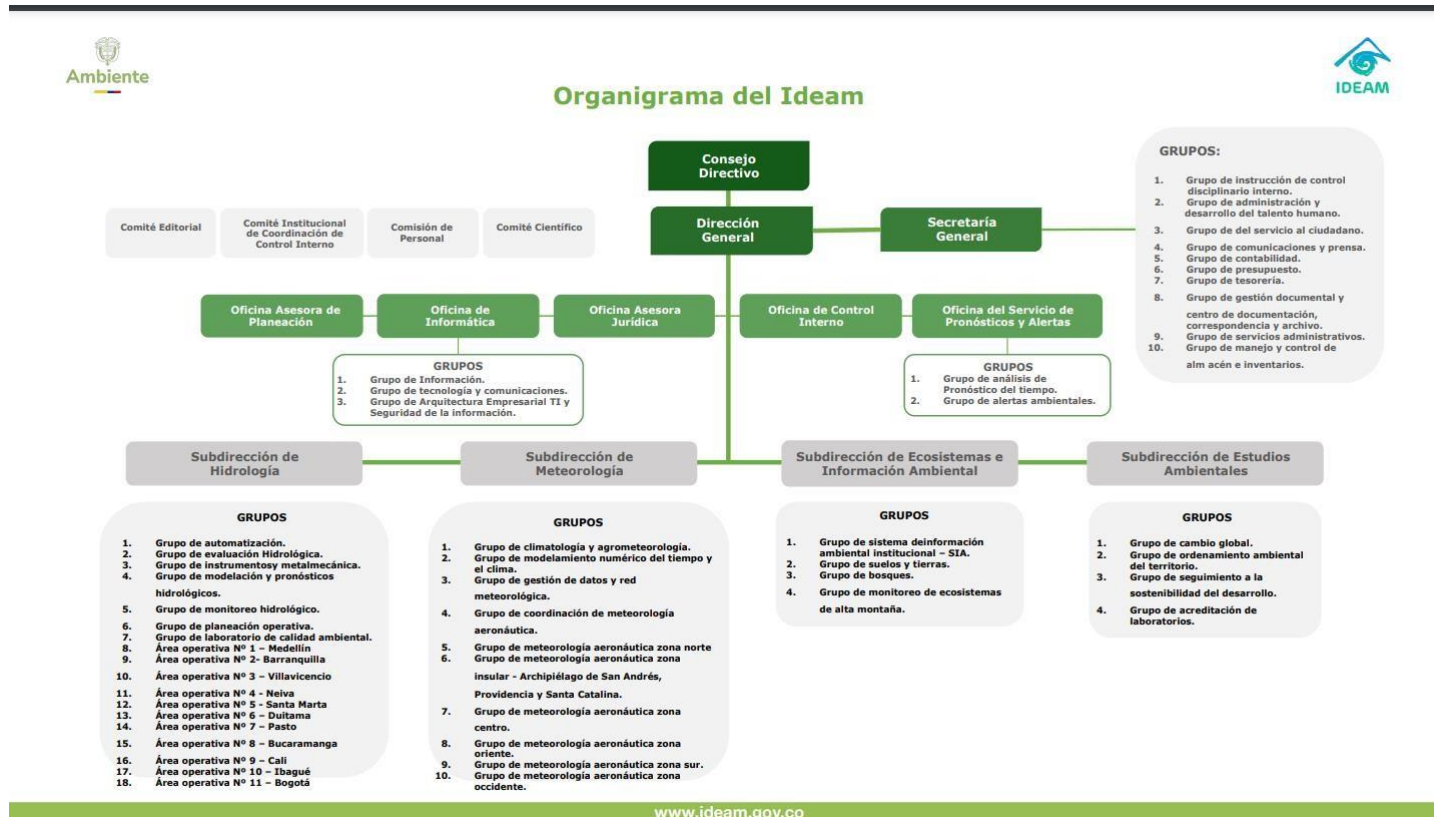 Ambiente
IDEAM
Organigrama del Ideam
Consejo
Directivo
Comité Editorial
Comité Institucional
de Coordinación de
Control Interno
Comisión de
Personal
Comité Científico
Dirección
General
Secretaría
General
GRUPOS:
1. Grupo de instrucción de control
disciplinario interno.
2. Grupo de administración y
desarrollo del talento humano.
3. Grupo de del servicio al ciudadano.
4. Grupo de comunicaciones y prensa.
5. Grupo de contabilidad.
6. Grupo de presupuesto.
7. Grupo de tesorería.
8. Grupo de gestión documental y
centro de documentación,
correspondencia y archivo.
9. Grupo de servicios administrativos.
10. Grupo de manejo y control de
alm acén e inventarios.
Oficina Asesora de
Planeación
Oficina de
Informática
Oficina Asesora
Jurídica
Oficina de Control
Interno
Oficina del Servicio de
Pronósticos y Alertas
GRUPOS
1. Grupo de Información.
2. Grupo de tecnología y comunicaciones.
3. Grupo de Arquitectura Empresarial TI y
Seguridad de la información.
GRUPOS
1. Grupo de análisis de
Pronóstico del tiempo.
2. Grupo de alertas ambientales.
Subdirección de
Hidrología
Subdirección de
Meteorología
Subdirección de Ecosistemas e
Información Ambiental
Subdirección de Estudios
Ambientales
GRUPOS
1. Grupo de automatización.
2. Grupo de evaluación Hidrológica.
3. Grupo de instrumentosy metalmecánica.
4. Grupo de modelación y pronósticos
hidrológicos.
5. Grupo de monitoreo hidrológico.
6. Grupo de planeación operativa.
7. Grupo de laboratorio de calidad ambiental.
8. Área operativa Nº 1 – Medellín
9. Área operativa Nº 2- Barranquilla
10. Área operativa Nº 3 – Villavicencio
11. Área operativa Nº 4 - Neiva
12. Área operativa Nº 5 - Santa Marta
13. Área operativa Nº 6 – Duitama
14. Área operativa Nº 7 – Pasto
15. Área operativa Nº 8 – Bucaramanga
16. Área operativa Nº 9 – Cali
17. Área operativa Nº 10 – Ibagué
18. Área operativa Nº 11 – Bogotá
GRUPOS
1. Grupo de climatología y agrometeorología.
2. Grupo de modelamiento numérico del tiempo y
el clima.
3. Grupo de gestión de datos y red
meteorológica.
4. Grupo de coordinación de meteorología
aeronáutica.
5. Grupo de meteorología aeronáutica zona norte
6. Grupo de meteorología aeronáutica zona
insular - Archipiélago de San Andrés,
Providencia y Santa Catalina.
7. Grupo de meteorología aeronáutica zona
centro.
8. Grupo de meteorología aeronáutica zona
oriente.
9. Grupo de meteorología aeronáutica zona sur.
10. Grupo de meteorología aeronáutica zona
occidente.
GRUPOS
1. Grupo de sistema deinformación
ambiental institucional – SIA.
2. Grupo de suelos y tierras.
3. Grupo de bosques.
4. Grupo de monitoreo de ecosistemas
de alta montaña.
GRUPOS
1. Grupo de cambio global.
2. Grupo de ordenamiento ambiental
del territorio.
3. Grupo de seguimiento a la
sostenibilidad del desarrollo.
4. Grupo de acreditación de
laboratorios.
www.ideam.gov.co